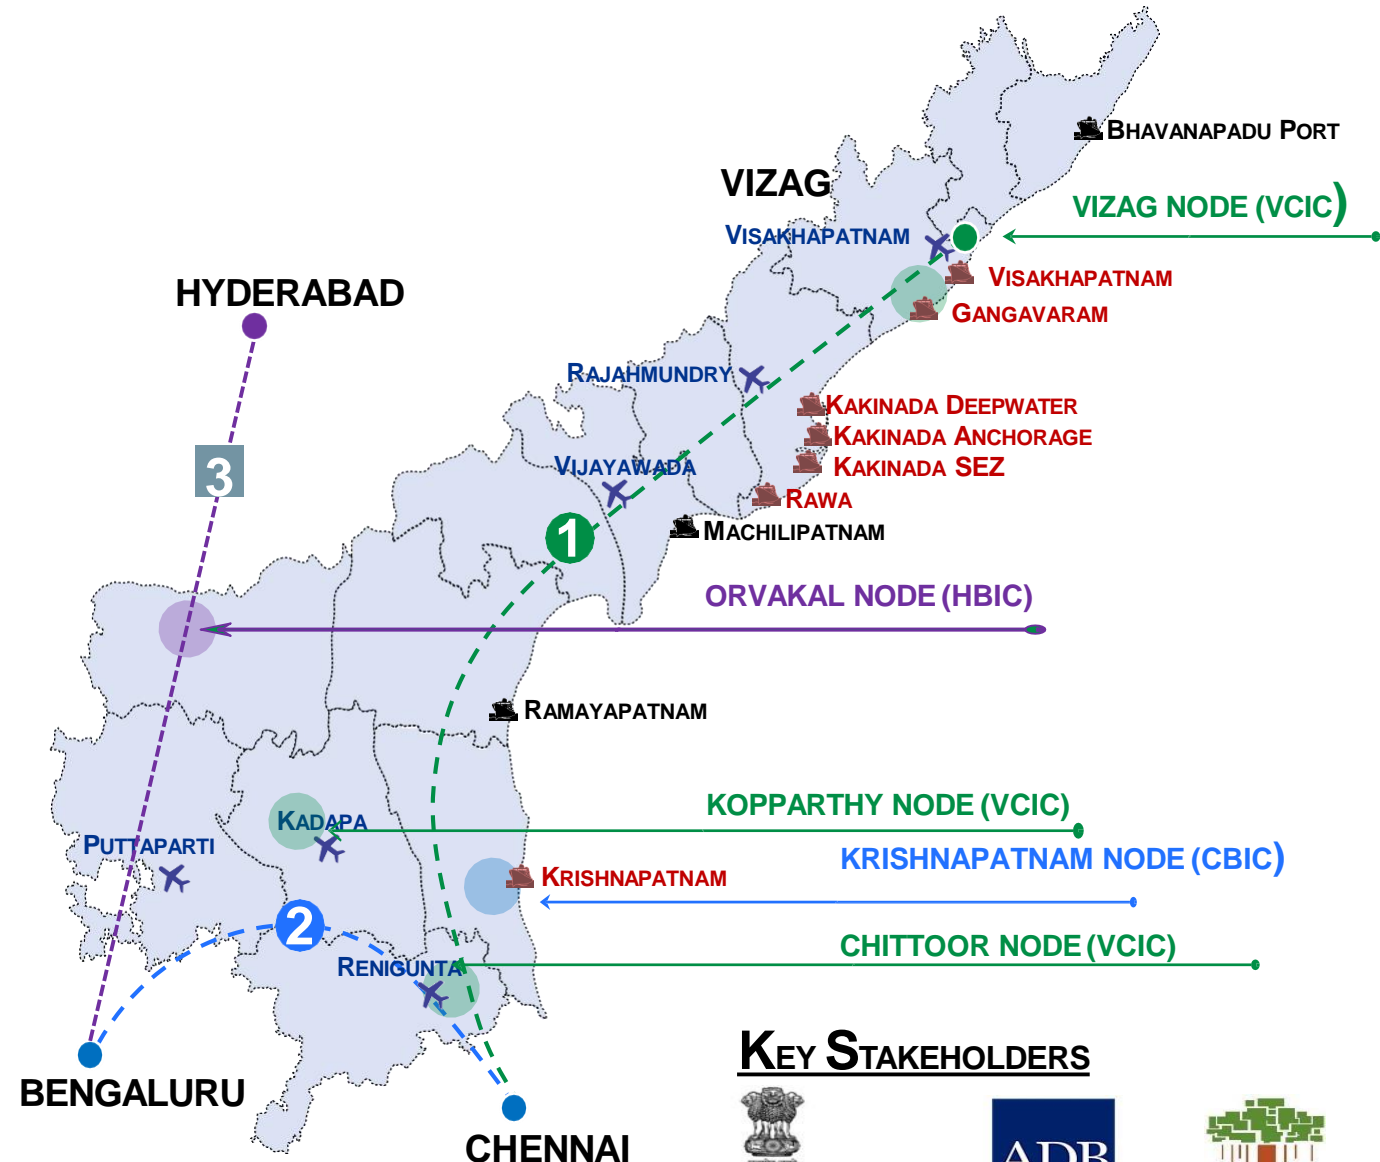 BHAVANAPADU PORT
VIZAG
VIZAG NODE (VCIC)
VISAKHAPATNAM
VISAKHAPATNAM
HYDERABAD
GANGAVARAM
RAJAHMUNDRY
KAKINADA DEEPWATER
KAKINADA ANCHORAGE
3
VIJAYAWADA
KAKINADA SEZ
RAWA
1
MACHILIPATNAM
ORVAKAL NODE (HBIC)
RAMAYAPATNAM
KOPPARTHY NODE (VCIC)
KADAPA
PUTTAPARTI
KRISHNAPATNAM NODE (CBIC)
KRISHNAPATNAM
2
CHITTOOR NODE (VCIC)
RENIGUNTA
KEY STAKEHOLDERS
BENGALURU
CHENNAI
ADB